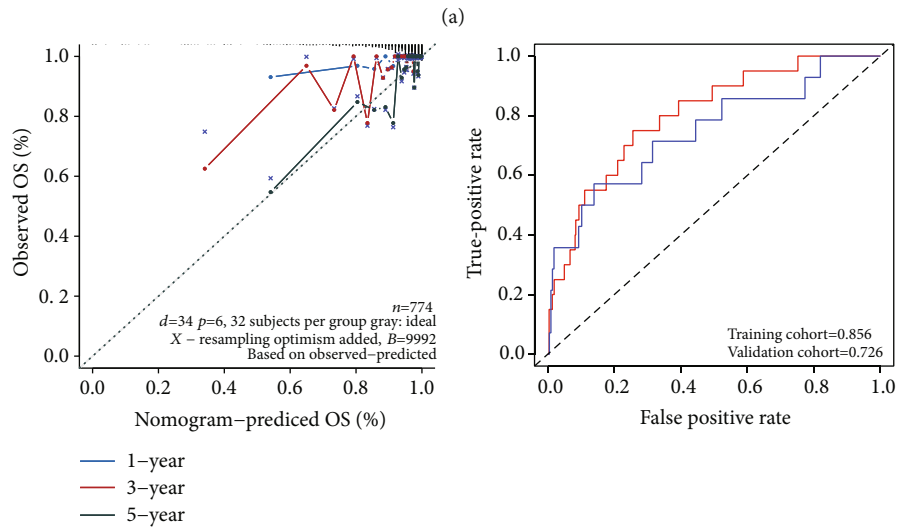 (a)
1.0
0.8
0.6
0.4
0.2
0.0
Observed OS (%)
n=774
d=34 p=6, 32 subjects per group gray: ideal
X − resampling optimism added, B=9992
Based on observed−predicted
0.0 0.2 0.4 0.6 0.8 1.0
Nomogram−prediced OS (%)
1−year
3−year
5−year
1.0
0.8
0.6
0.4
0.2
0.0
True-positive rate
Training cohort=0.856
Validation cohort=0.726
0.0 0.2 0.4 0.6 0.8 1.0
False positive rate